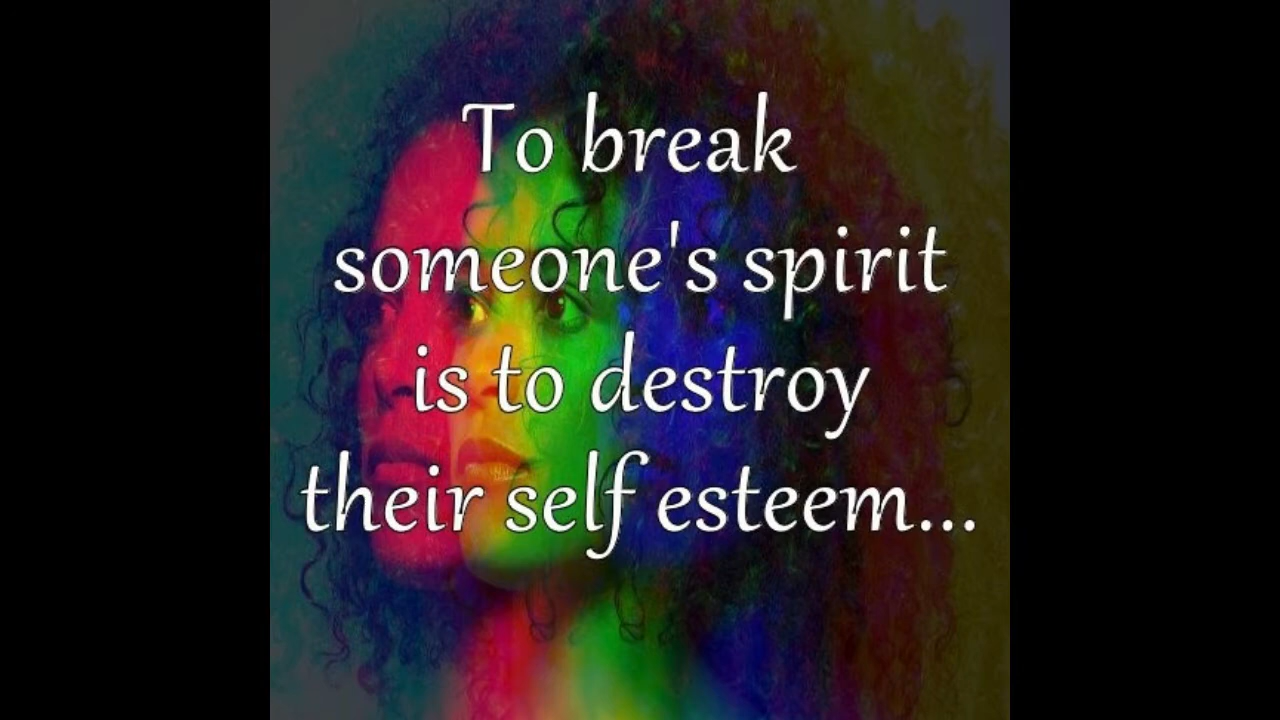 To break
someone's spirit
is to destroy
their self esteem...